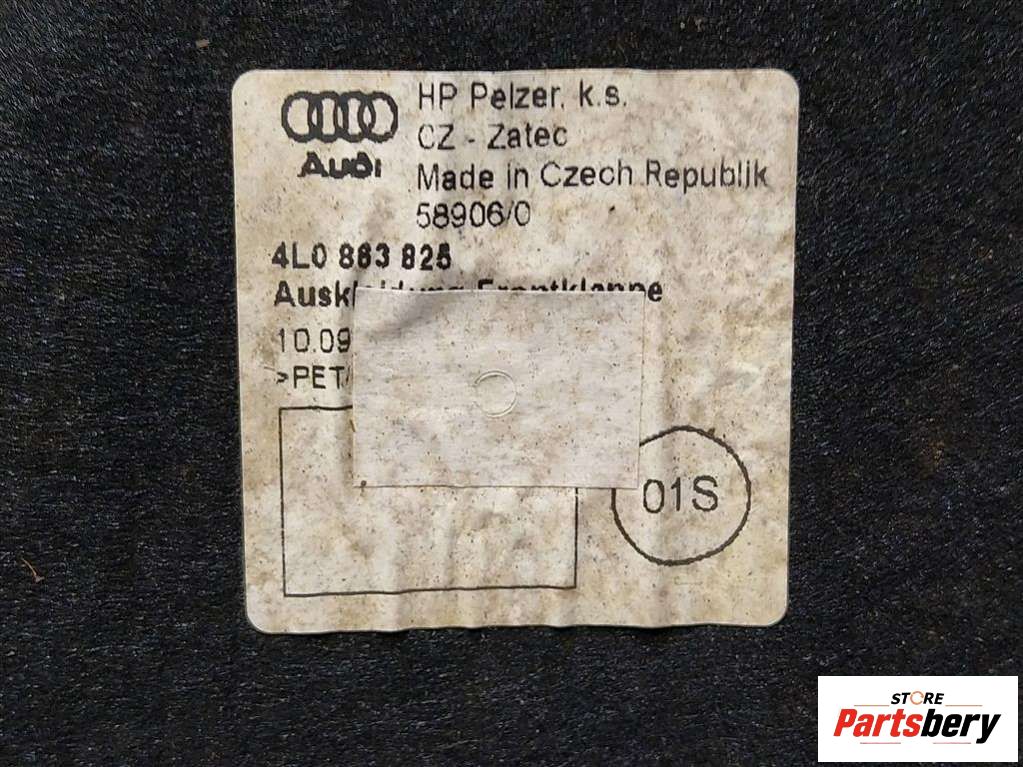 Audi
HP Pelzer, k.s.
CZ - Zatec
Made in Czech Republik
58906/0
4L0 863 825
10.09
>PET/
01S
STORE
Partsbery